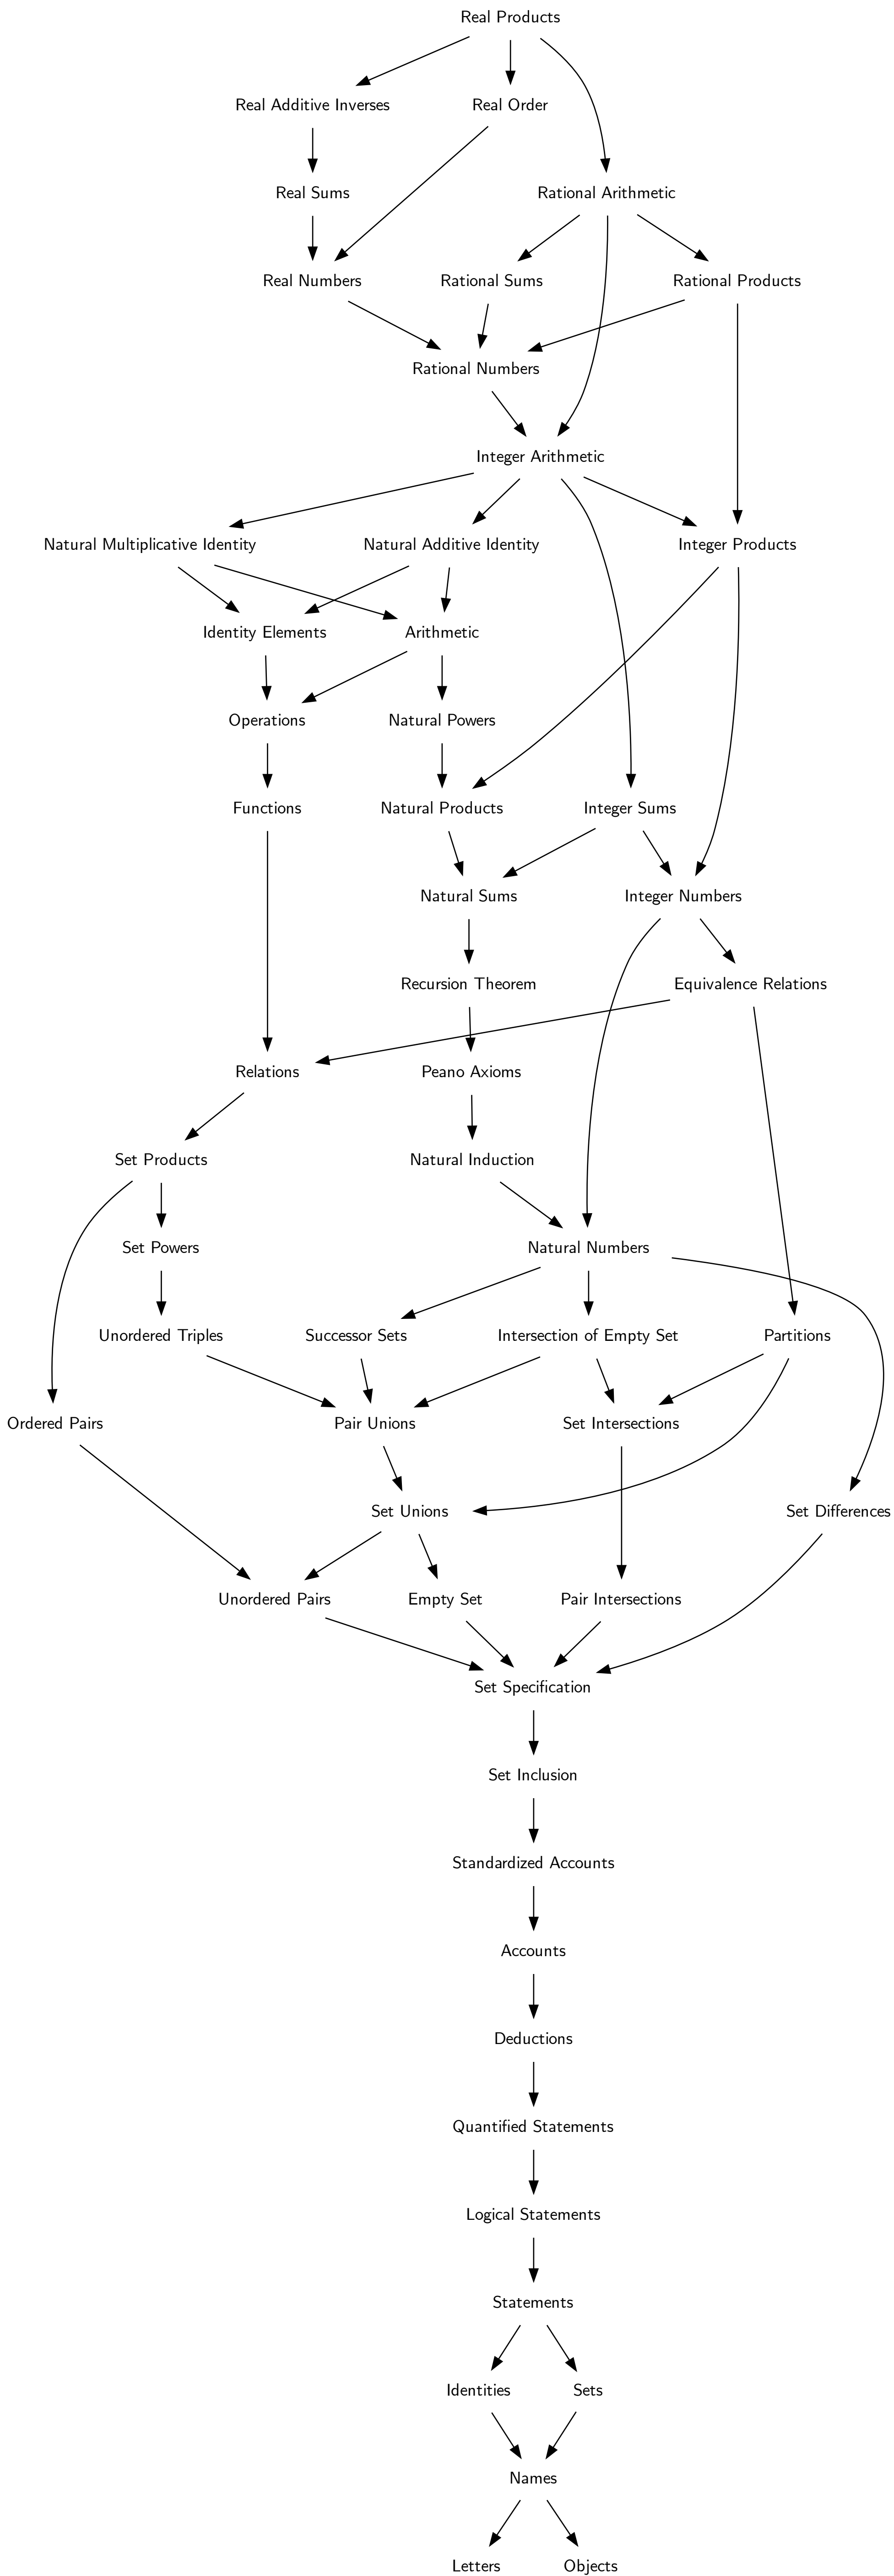 Real Products
Real Additive Inverses
Real Order
Real Sums
Rational Arithmetic
Real Numbers
Rational Sums
Rational Products
Rational Numbers
Integer Arithmetic
Natural Multiplicative Identity
Natural Additive Identity
Integer Products
Identity Elements
Arithmetic
Operations
Natural Powers
Functions
Natural Products
Integer Sums
Natural Sums
Integer Numbers
Recursion Theorem
Equivalence Relations
Relations
Peano Axioms
Set Products
Natural Induction
Set Powers
Natural Numbers
Unordered Triples
Successor Sets
Intersection of Empty Set
Partitions
Ordered Pairs
Pair Unions
Set Intersections
Set Unions
Set Differences
Unordered Pairs
Empty Set
Pair Intersections
Set Specification
Set Inclusion
Standardized Accounts
Accounts
Deductions
Quantified Statements
Logical Statements
Statements
Identities
Sets
Names
Letters
Objects